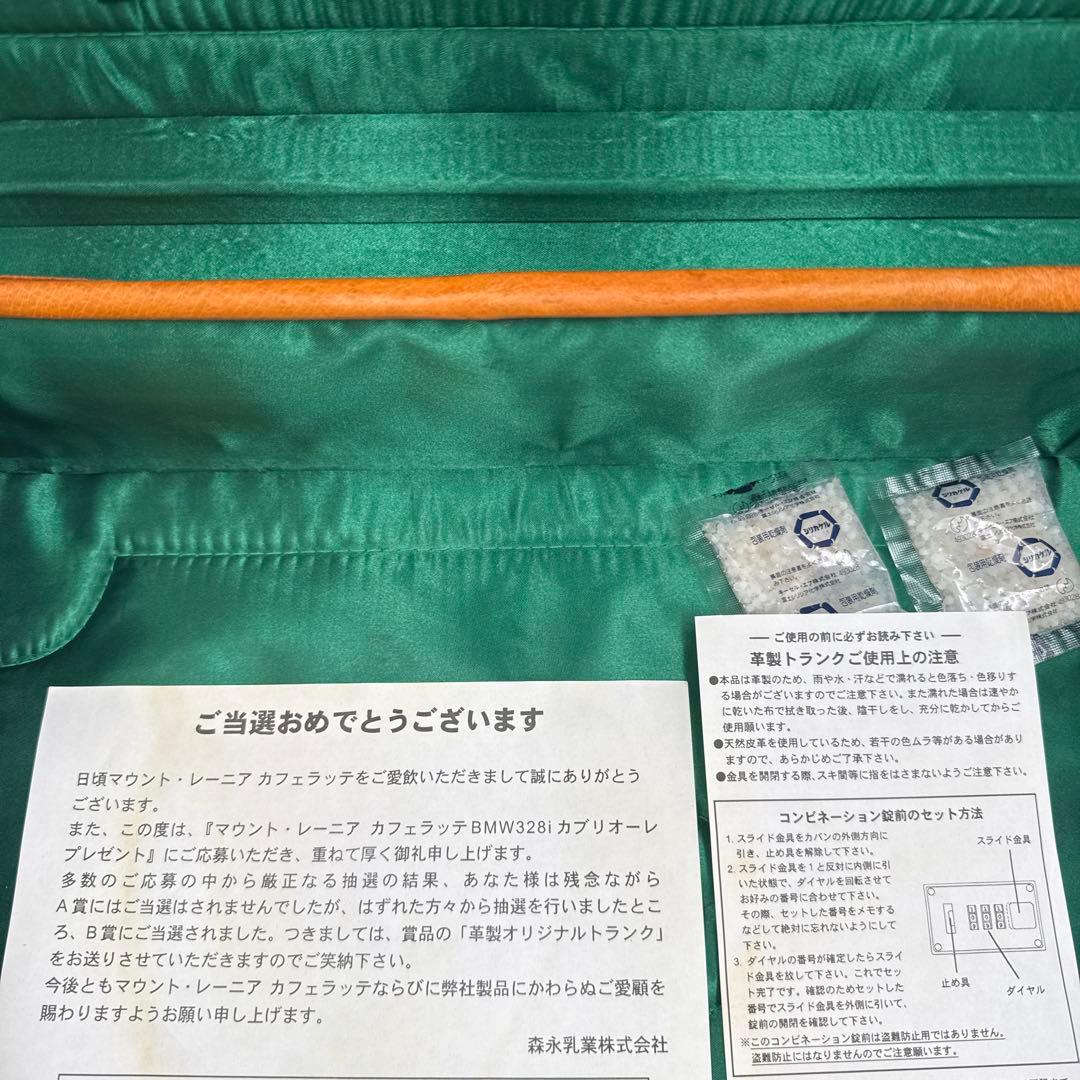 シリカゲル
包装用乾燥剤
シリカゲル
包装用乾燥剤
シリカゲル
包装用乾燥剤
ご当選おめでとうございます
日頃マウント・レーニア カフェラッテをご愛飲いただきまして誠にありがとう
ございます。
また、この度は、『マウント・レーニア カフェラッテBMW328iカブリオーレ
プレゼント』にご応募いただき、重ねて厚く御礼申し上げます。
多数のご応募の中から厳正なる抽選の結果、あなた様は残念ながら
A賞にはご当選はされませんでしたが、はずれた方々から抽選を行いましたとこ
ろ、B賞にご当選されました。つきましては、賞品の「革製オリジナルトランク」
をお送りさせていただきますのでご笑納下さい。
今後ともマウント・レーニア カフェラッテならびに弊社製品にかわらぬご愛顧を
賜わりますようお願い申し上げます。
森永乳業株式会社
― ご使用の前に必ずお読み下さい ―
革製トランクご使用上の注意
●本品は革製のため、雨や水・汗などで濡れると色落ち・色移りす
る場合がございますのでご注意下さい。また濡れた場合は速やか
に乾いた布で拭き取った後、陰干しをし、充分に乾かしてからご
使用願います。
●天然皮革を使用しているため、若干の色ムラ等がある場合があり
ますので、あらかじめご了承下さい。
●金具を開閉する際、スキ間等に指をはさまないようご注意下さい。
コンビネーション錠前のセット方法
1. スライド金具をカバンの外側方向に
引き、止め具を解除して下さい。
2. スライド金具を1と反対に内側に引
いた状態で、ダイヤルを回転させて
お好みの番号に合わせて下さい。
その際、セットした番号をメモする
などして絶対に忘れないようにして
下さい。
3. ダイヤルの番号が確定したらスライ
ド金具を放して下さい。これでセッ
ト完了です。確認のためセットした
番号でスライド金具を外側に引いて、
錠前の開閉を確認して下さい。
スライド金具
止め具
ダイヤル
※このコンビネーション錠前は盗難防止用ではありません。
盗難防止にはなりませんのでご注意願います。